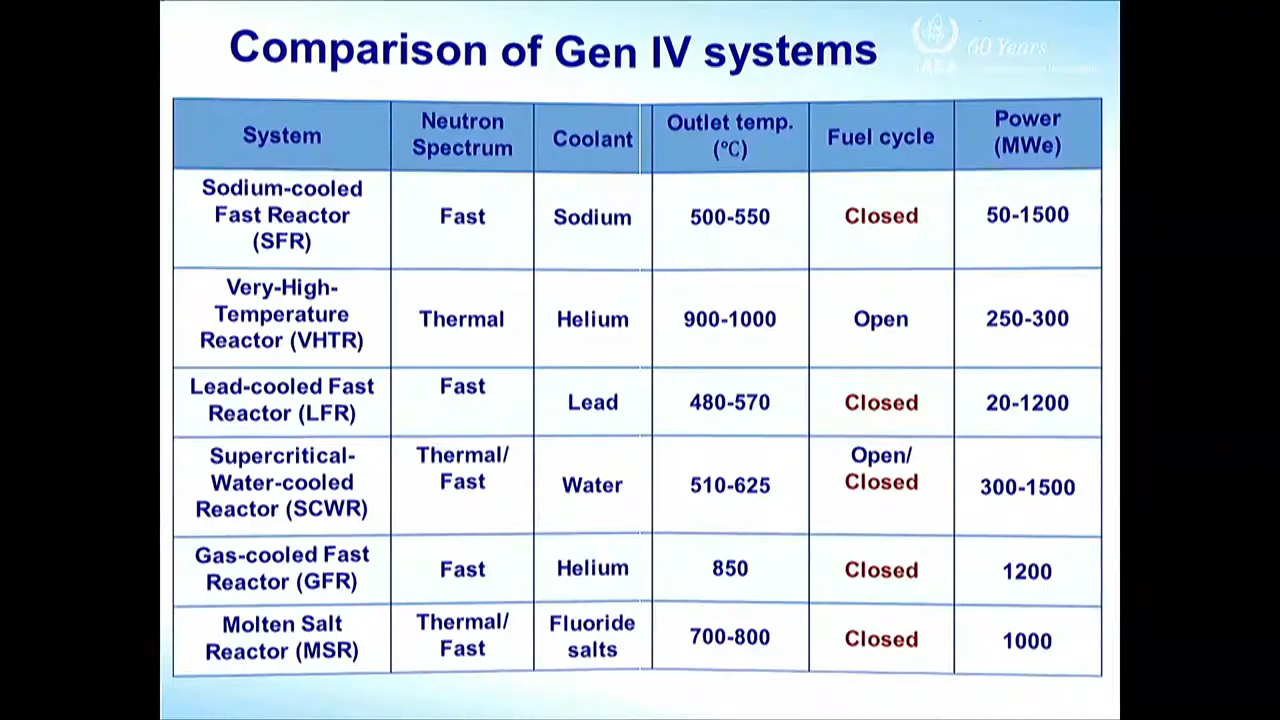 Comparison of Gen IV systems
60 Years
IAEA
System
Neutron
Spectrum
Coolant
Outlet temp.
(℃)
Fuel cycle
Power
(MWe)
Sodium-cooled
Fast Reactor
(SFR)
Fast
Sodium
500-550
Closed
50-1500
Very-High-
Temperature
Reactor (VHTR)
Thermal
Helium
900-1000
Open
250-300
Lead-cooled Fast
Reactor (LFR)
Fast
Lead
480-570
Closed
20-1200
Supercritical-
Water-cooled
Reactor (SCWR)
Thermal/
Fast
Water
510-625
Open/
Closed
300-1500
Gas-cooled Fast
Reactor (GFR)
Fast
Helium
850
Closed
1200
Molten Salt
Reactor (MSR)
Thermal/
Fast
Fluoride
salts
700-800
Closed
1000